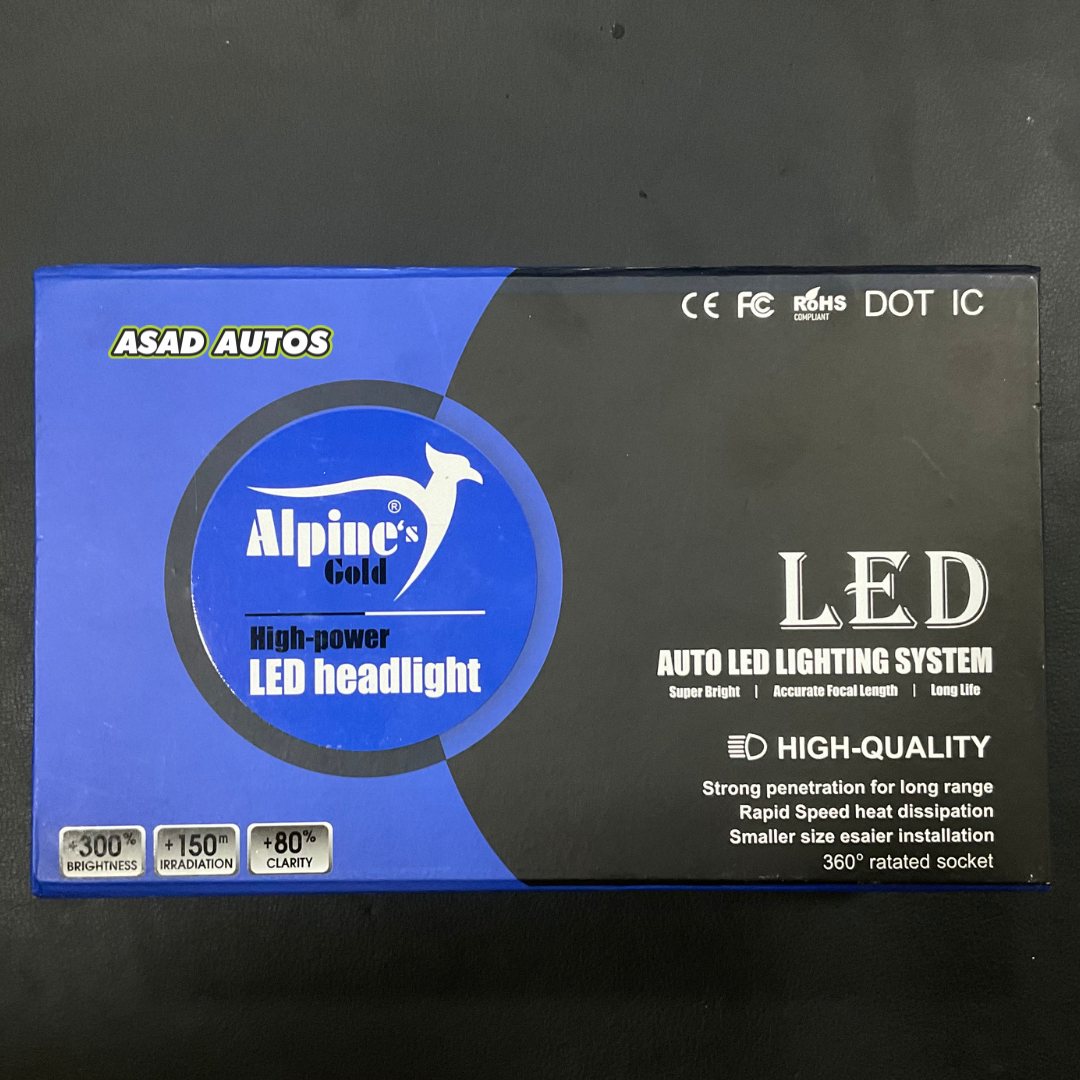 CE FC RoHS DOT IC
COMPLIANT
ASAD AUTOS
Alpine's ®
Gold
High-power
LED headlight
LED
AUTO LED LIGHTING SYSTEM
Super Bright | Accurate Focal Length | Long Life
HIGH-QUALITY
Strong penetration for long range
Rapid Speed heat dissipation
Smaller size esaier installation
360° ratated socket
+300% BRIGHTNESS
+150m IRRADIATION
+80% CLARITY